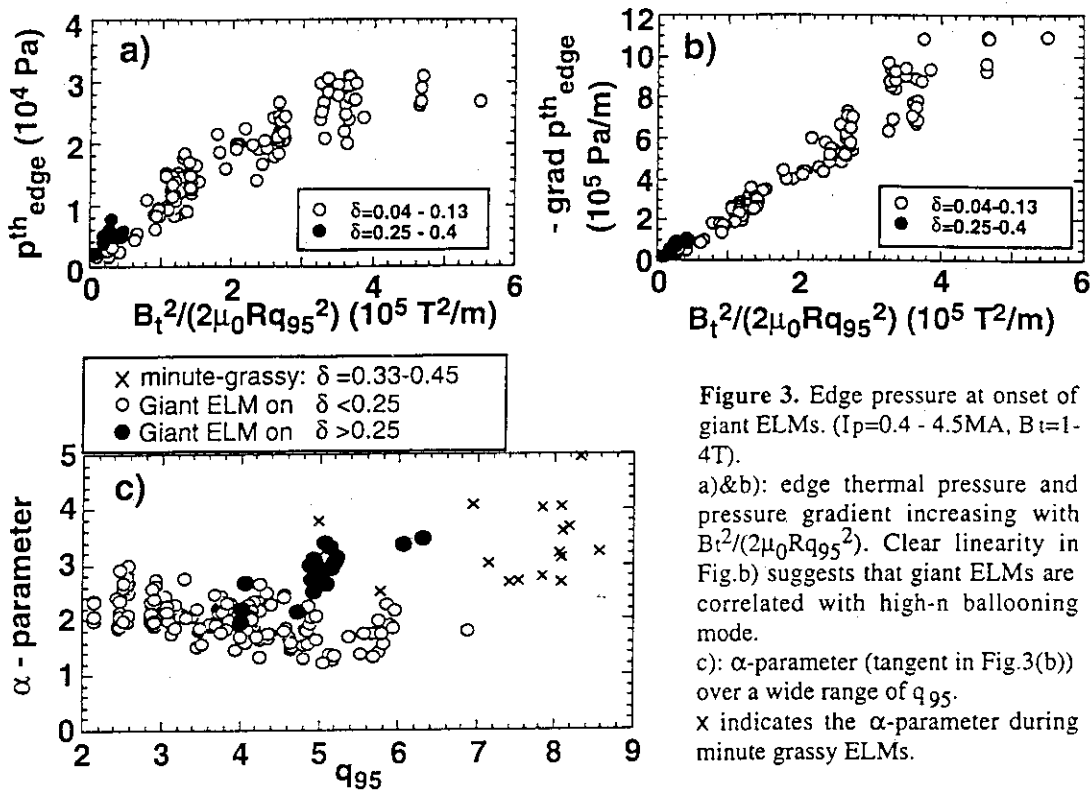 a)
p^th_edge (10^4 Pa)
4
3
2
1
0
○ δ=0.04 - 0.13
● δ=0.25 - 0.4
0 2 4 6
B_t^2/(2μ_0Rq_95^2) (10^5 T^2/m)
b)
- grad p^th_edge
(10^5 Pa/m)
12
10
8
6
4
2
0
○ δ=0.04-0.13
● δ=0.25-0.4
0 2 4 6
B_t^2/(2μ_0Rq_95^2) (10^5 T^2/m)
× minute-grassy: δ =0.33-0.45
○ Giant ELM on δ <0.25
● Giant ELM on δ >0.25
c)
α - parameter
5
4
3
2
1
0
2 3 4 5 6 7 8 9
q_95
Figure 3. Edge pressure at onset of
giant ELMs. (Ip=0.4 - 4.5MA, Bt=1-
4T).
a)&b): edge thermal pressure and
pressure gradient increasing with
Bt^2/(2μ_0Rq_95^2). Clear linearity in
Fig.b) suggests that giant ELMs are
correlated with high-n ballooning
mode.
c): α-parameter (tangent in Fig.3(b))
over a wide range of q_95.
x indicates the α-parameter during
minute grassy ELMs.